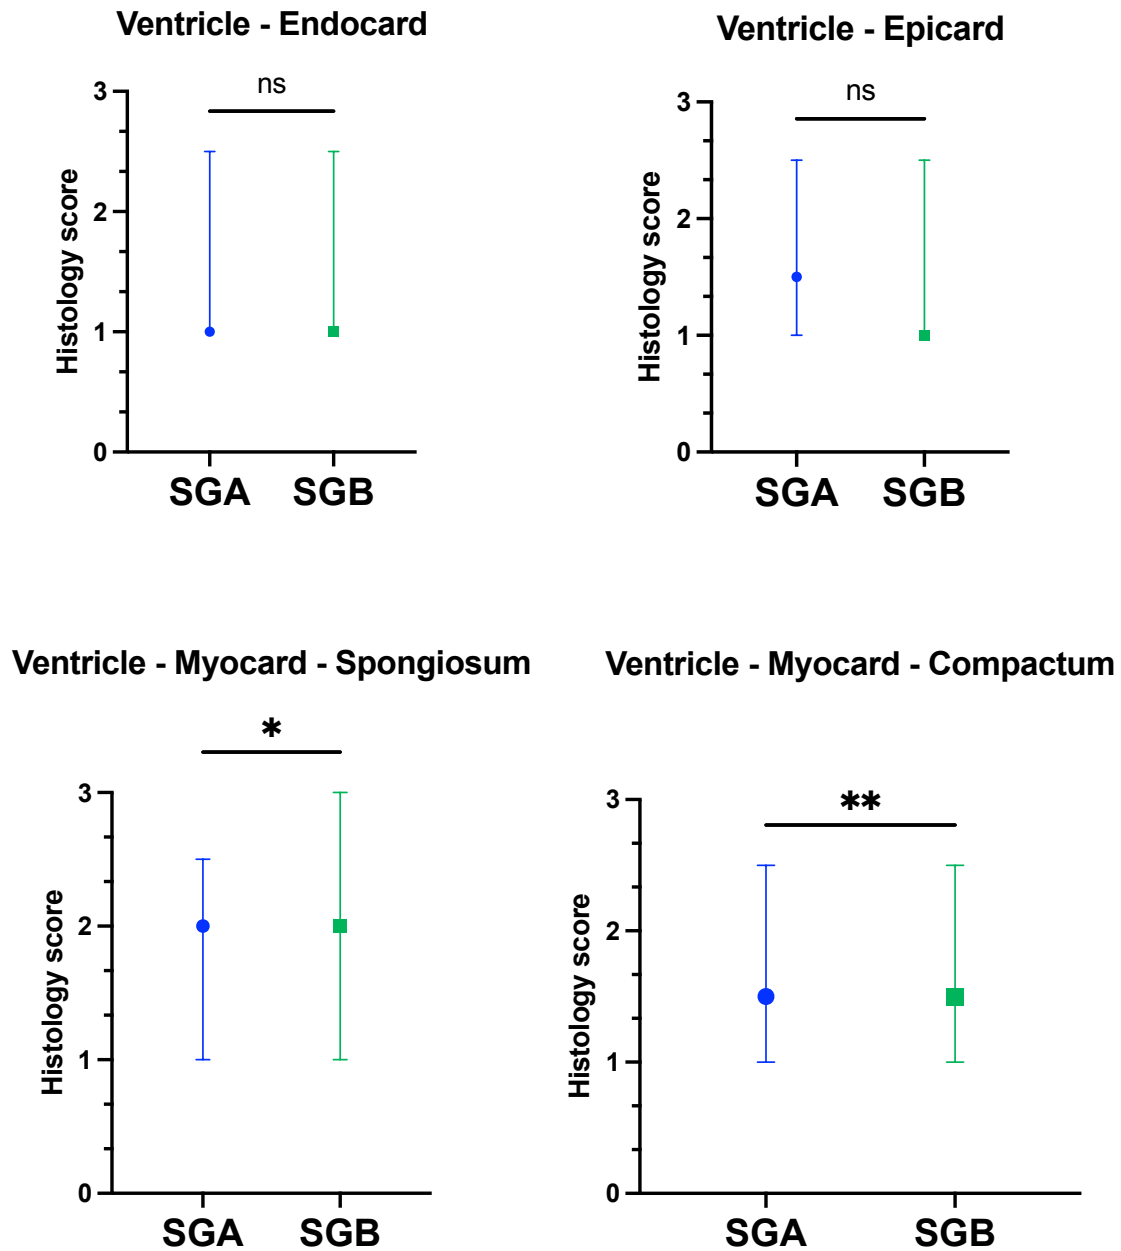 Ventricle - Endocard
ns
3
2
1
0
Histology score
SGA SGB
Ventricle - Epicard
ns
3
2
1
0
Histology score
SGA SGB
Ventricle - Myocard - Spongiosum
*
3
2
1
0
Histology score
SGA SGB
Ventricle - Myocard - Compactum
**
3
2
1
0
Histology score
SGA SGB